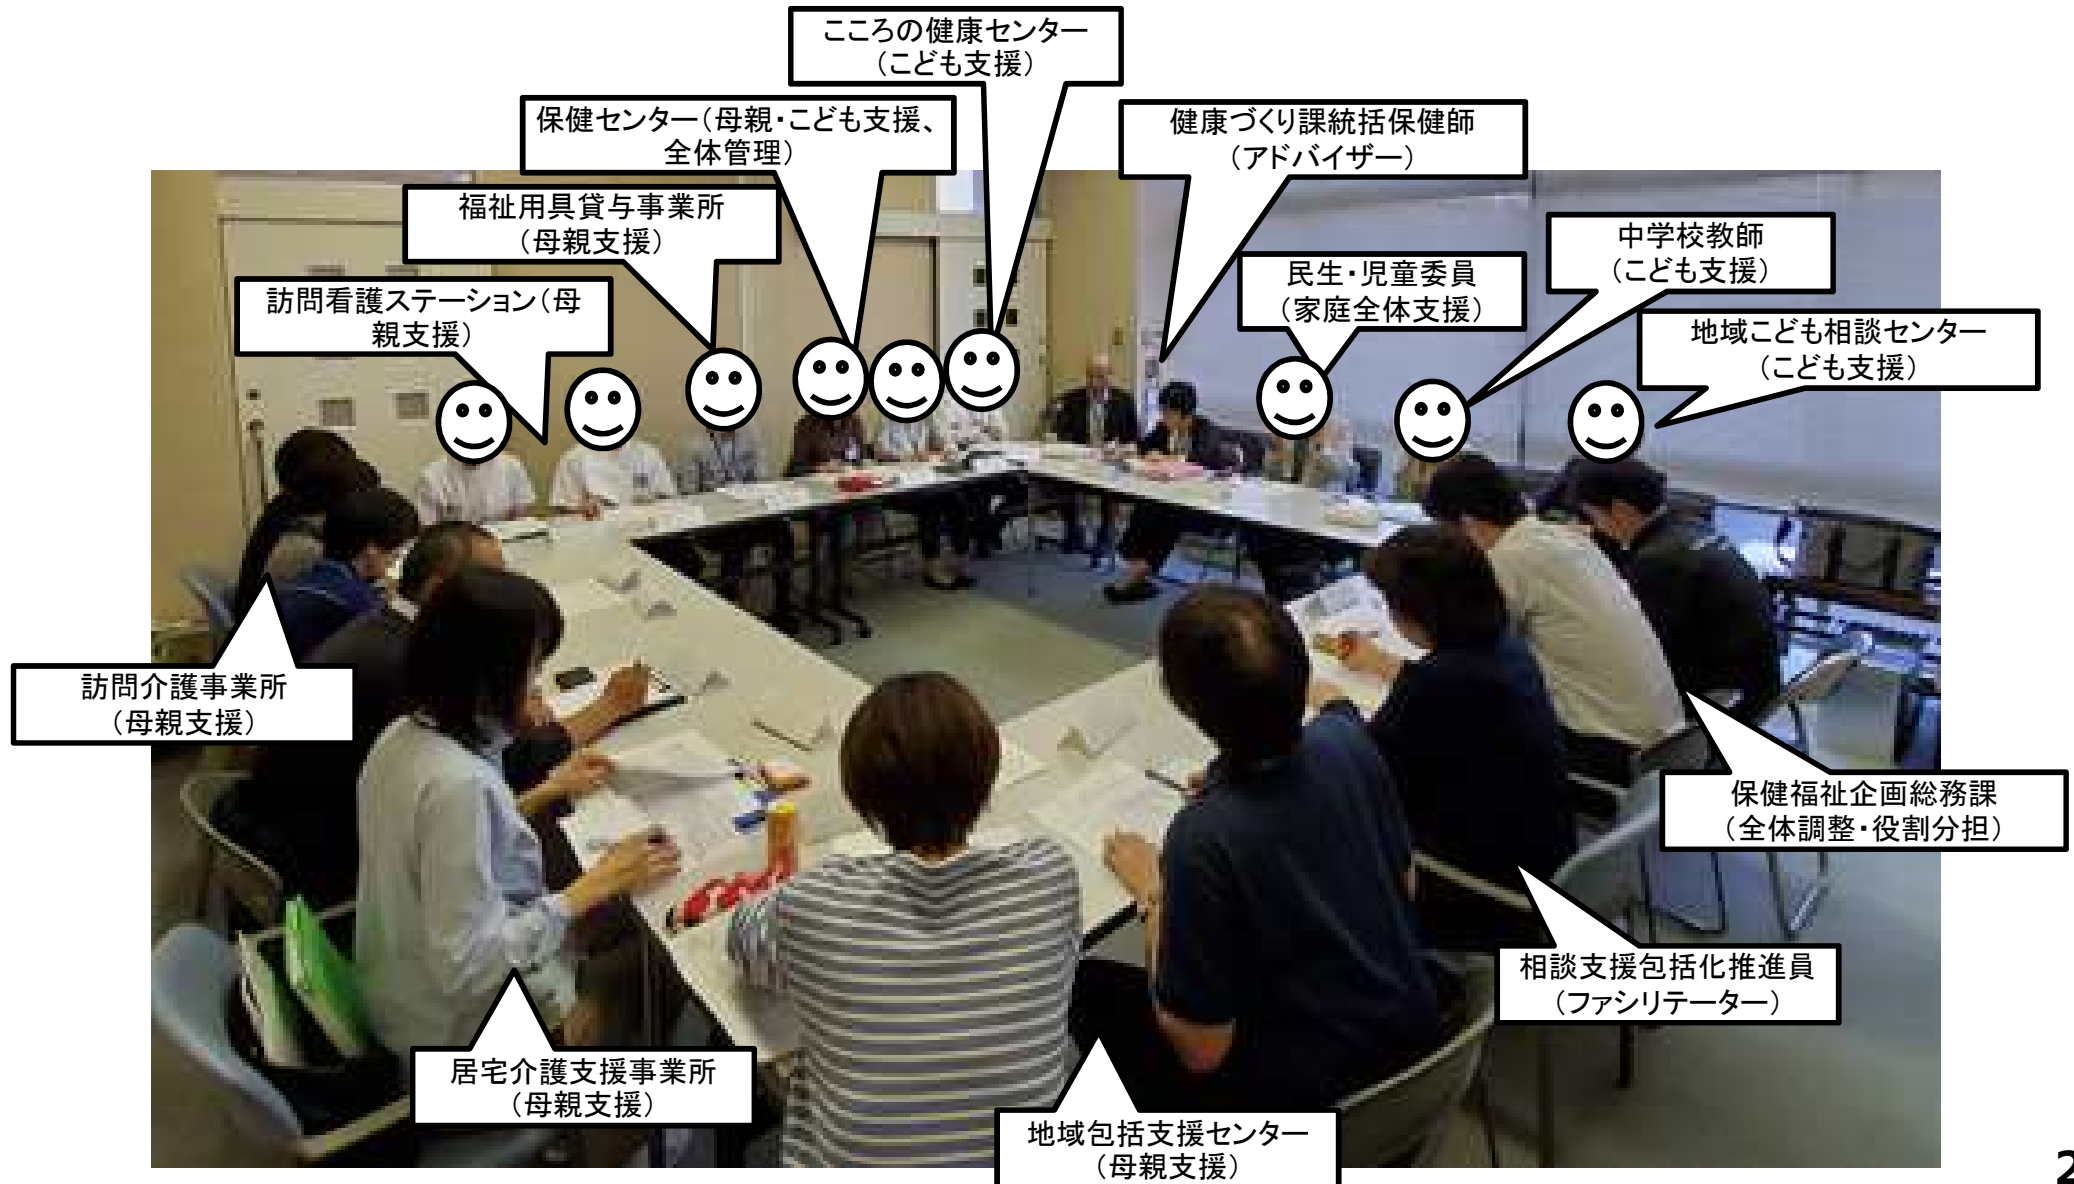 こころの健康センター
（こども支援）
保健センター（母親・こども支援、
全体管理）
健康づくり課統括保健師
（アドバイザー）
福祉用具貸与事業所
（母親支援）
中学校教師
（こども支援）
民生・児童委員
（家庭全体支援）
訪問看護ステーション（母
親支援）
地域こども相談センター
（こども支援）
訪問介護事業所
（母親支援）
保健福祉企画総務課
（全体調整・役割分担）
相談支援包括化推進員
（ファシリテーター）
居宅介護支援事業所
（母親支援）
地域包括支援センター
（母親支援）